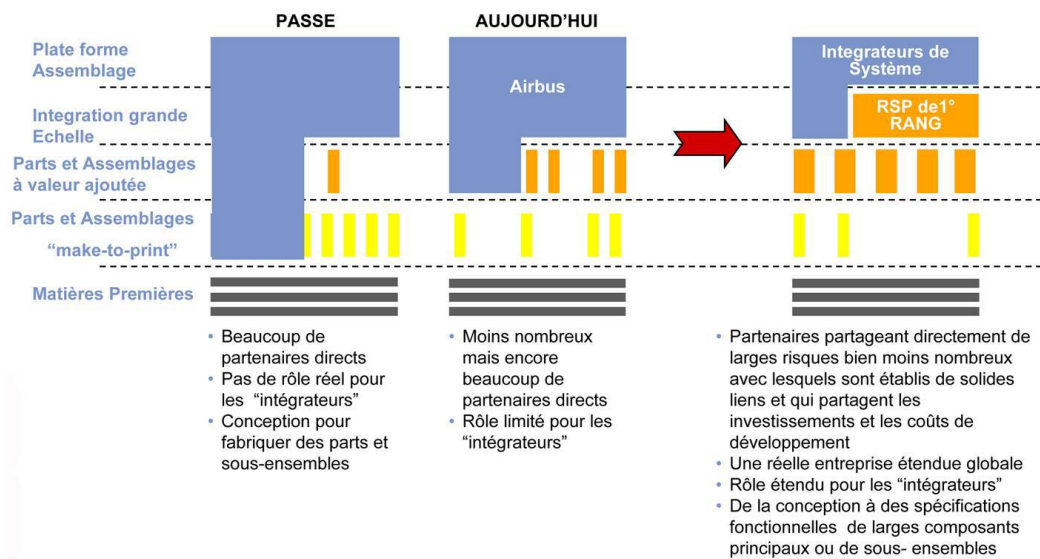 PASSE
AUJOURD’HUI
Plate forme
Assemblage
Integration grande
Echelle
Parts et Assemblages
à valeur ajoutée
Parts et Assemblages
“make-to-print”
Matières Premières
Airbus
Integrateurs de
Système
RSP de1°
RANG
• Beaucoup de
partenaires directs
• Pas de rôle réel pour
les “intégrateurs”
• Conception pour
fabriquer des parts et
sous-ensembles
• Moins nombreux
mais encore
beaucoup de
partenaires directs
• Rôle limité pour les
“intégrateurs”
• Partenaires partageant directement de
larges risques bien moins nombreux
avec lesquels sont établis de solides
liens et qui partagent les
investissements et les coûts de
développement
• Une réelle entreprise étendue globale
• Rôle étendu pour les “intégrateurs”
• De la conception à des spécifications
fonctionnelles de larges composants
principaux ou de sous- ensembles